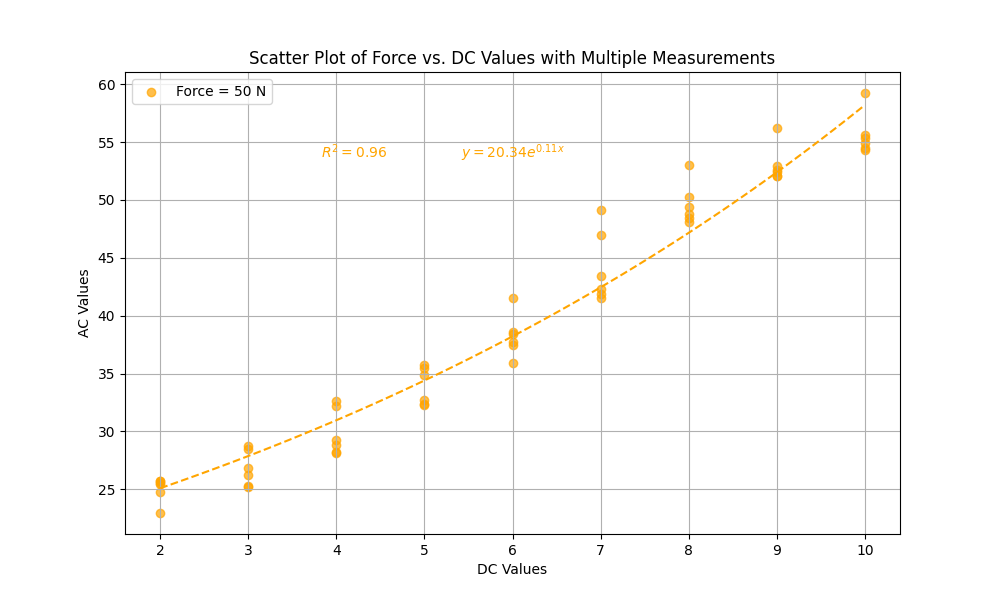 Scatter Plot of Force vs. DC Values with Multiple Measurements
Force = 50 N
R² = 0.96
y = 20.34e^{0.11x}
AC Values
60
55
50
45
40
35
30
25
2 3 4 5 6 7 8 9 10
DC Values